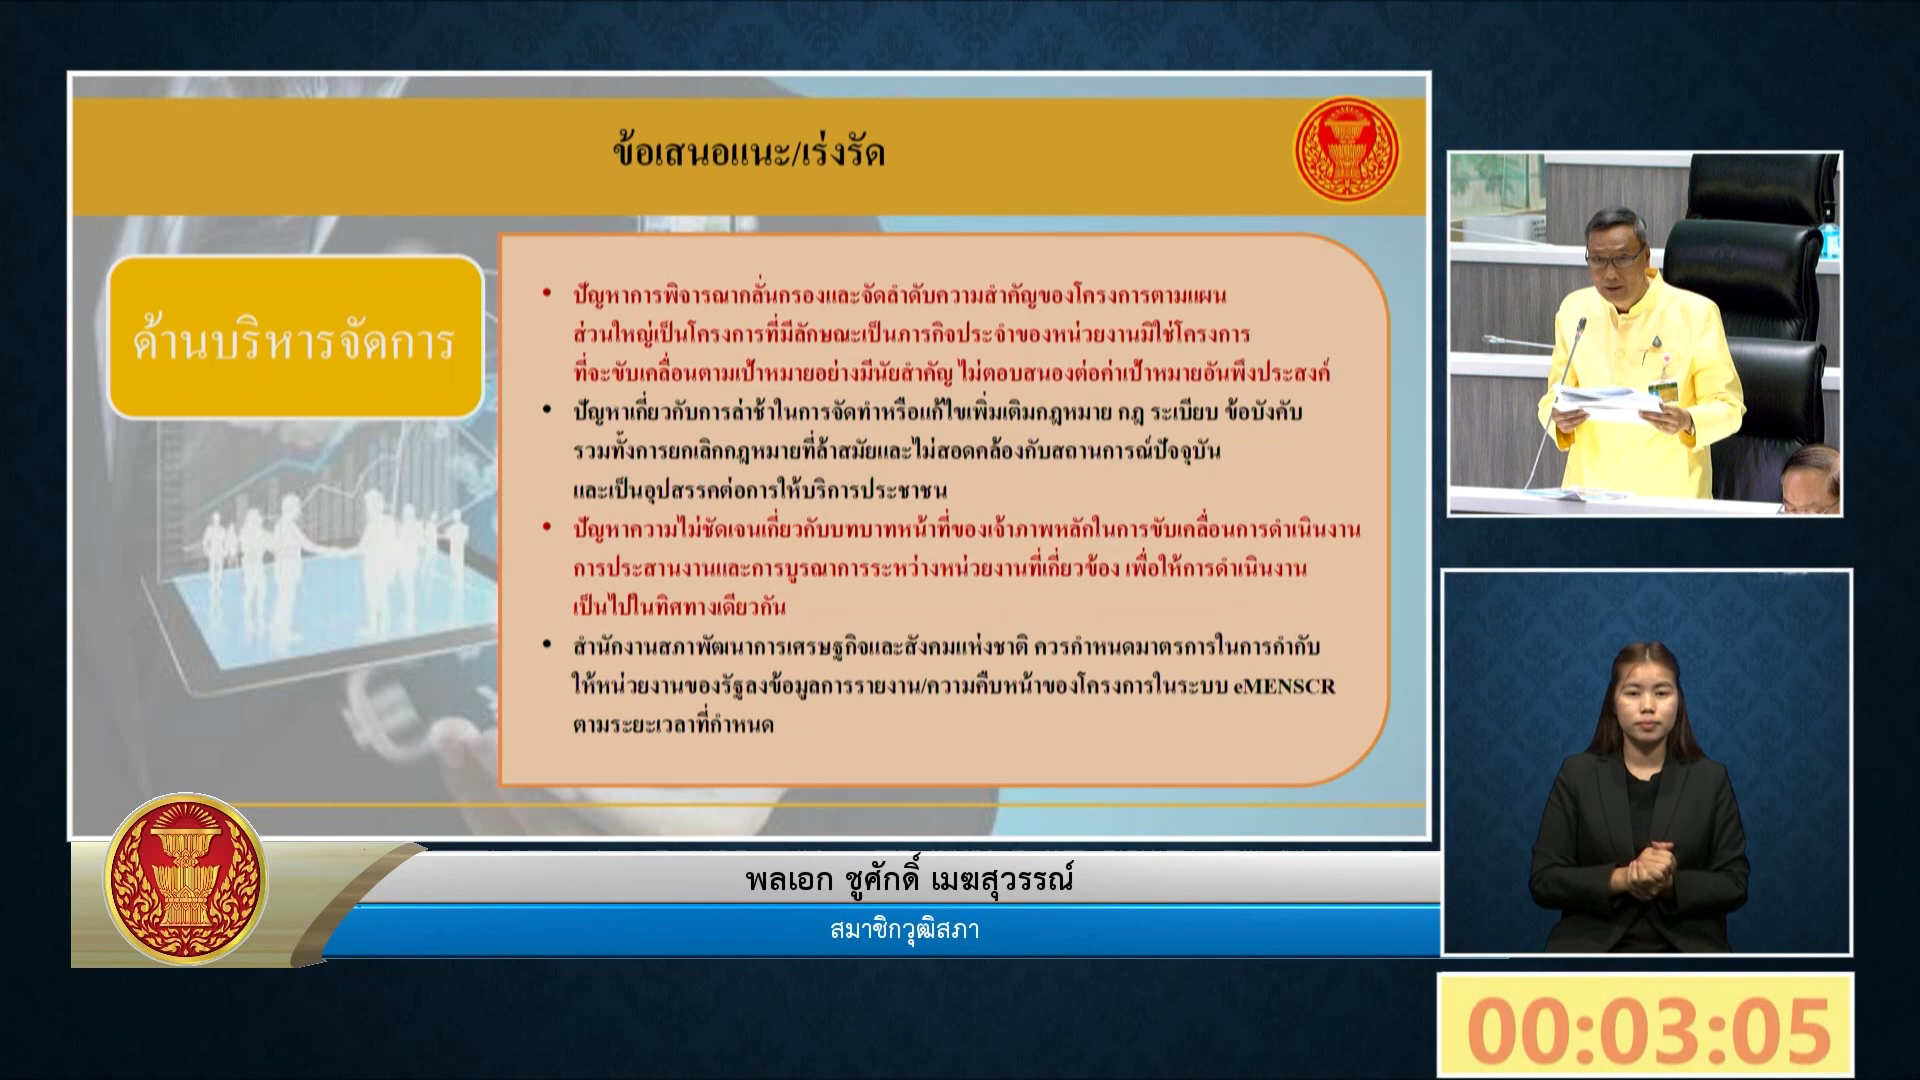 ข้อเสนอแนะ/เร่งรัด
ด้านบริหารจัดการ
• ปัญหาการพิจารณากลั่นกรองและจัดลำดับความสำคัญของโครงการตามแผน
ส่วนใหญ่เป็นโครงการที่มีลักษณะเป็นภารกิจประจำของหน่วยงานมิใช่โครงการ
ที่จะขับเคลื่อนตามเป้าหมายอย่างมีนัยสำคัญ ไม่ตอบสนองต่อค่าเป้าหมายอันพึงประสงค์
• ปัญหาเกี่ยวกับการล่าช้าในการจัดทำหรือแก้ไขเพิ่มเติมกฎหมาย กฎ ระเบียบ ข้อบังคับ
รวมทั้งการยกเลิกกฎหมายที่ล้าสมัยและไม่สอดคล้องกับสถานการณ์ปัจจุบัน
และเป็นอุปสรรคต่อการให้บริการประชาชน
• ปัญหาความไม่ชัดเจนเกี่ยวกับบทบาทหน้าที่ของเจ้าภาพหลักในการขับเคลื่อนการดำเนินงาน
การประสานงานและการบูรณาการระหว่างหน่วยงานที่เกี่ยวข้อง เพื่อให้การดำเนินงาน
เป็นไปในทิศทางเดียวกัน
• สำนักงานสภาพัฒนาการเศรษฐกิจและสังคมแห่งชาติ ควรกำหนดมาตรการในการกำกับ
ให้หน่วยงานของรัฐลงข้อมูลการรายงาน/ความคืบหน้าของโครงการในระบบ eMENSCR
ตามระยะเวลาที่กำหนด
พลเอก ชูศักดิ์ เมฆสุวรรณ์
สมาชิกวุฒิสภา
00:03:05